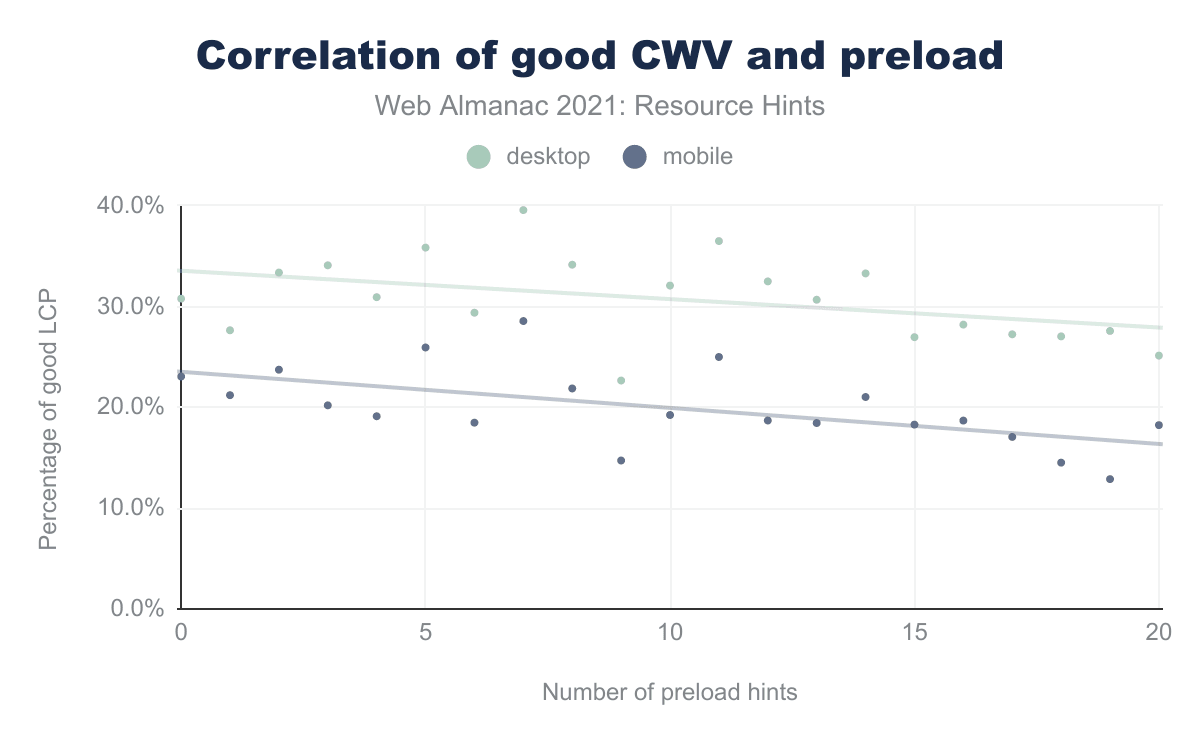 Correlation of good CWV and preload
Web Almanac 2021: Resource Hints
desktop
mobile
Percentage of good LCP
40.0%
30.0%
20.0%
10.0%
0.0%
0
5
10
15
20
Number of preload hints